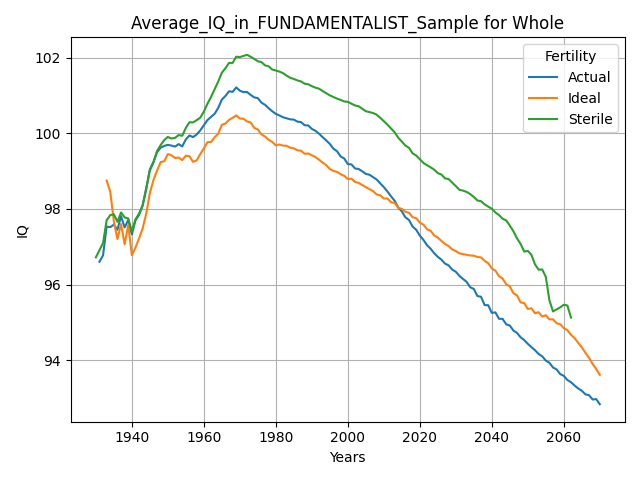 Average_IQ_in_FUNDAMENTALIST_Sample for Whole
Fertility
Actual
Ideal
Sterile
IQ
102
100
98
96
94
1940
1960
1980
2000
2020
2040
2060
Years